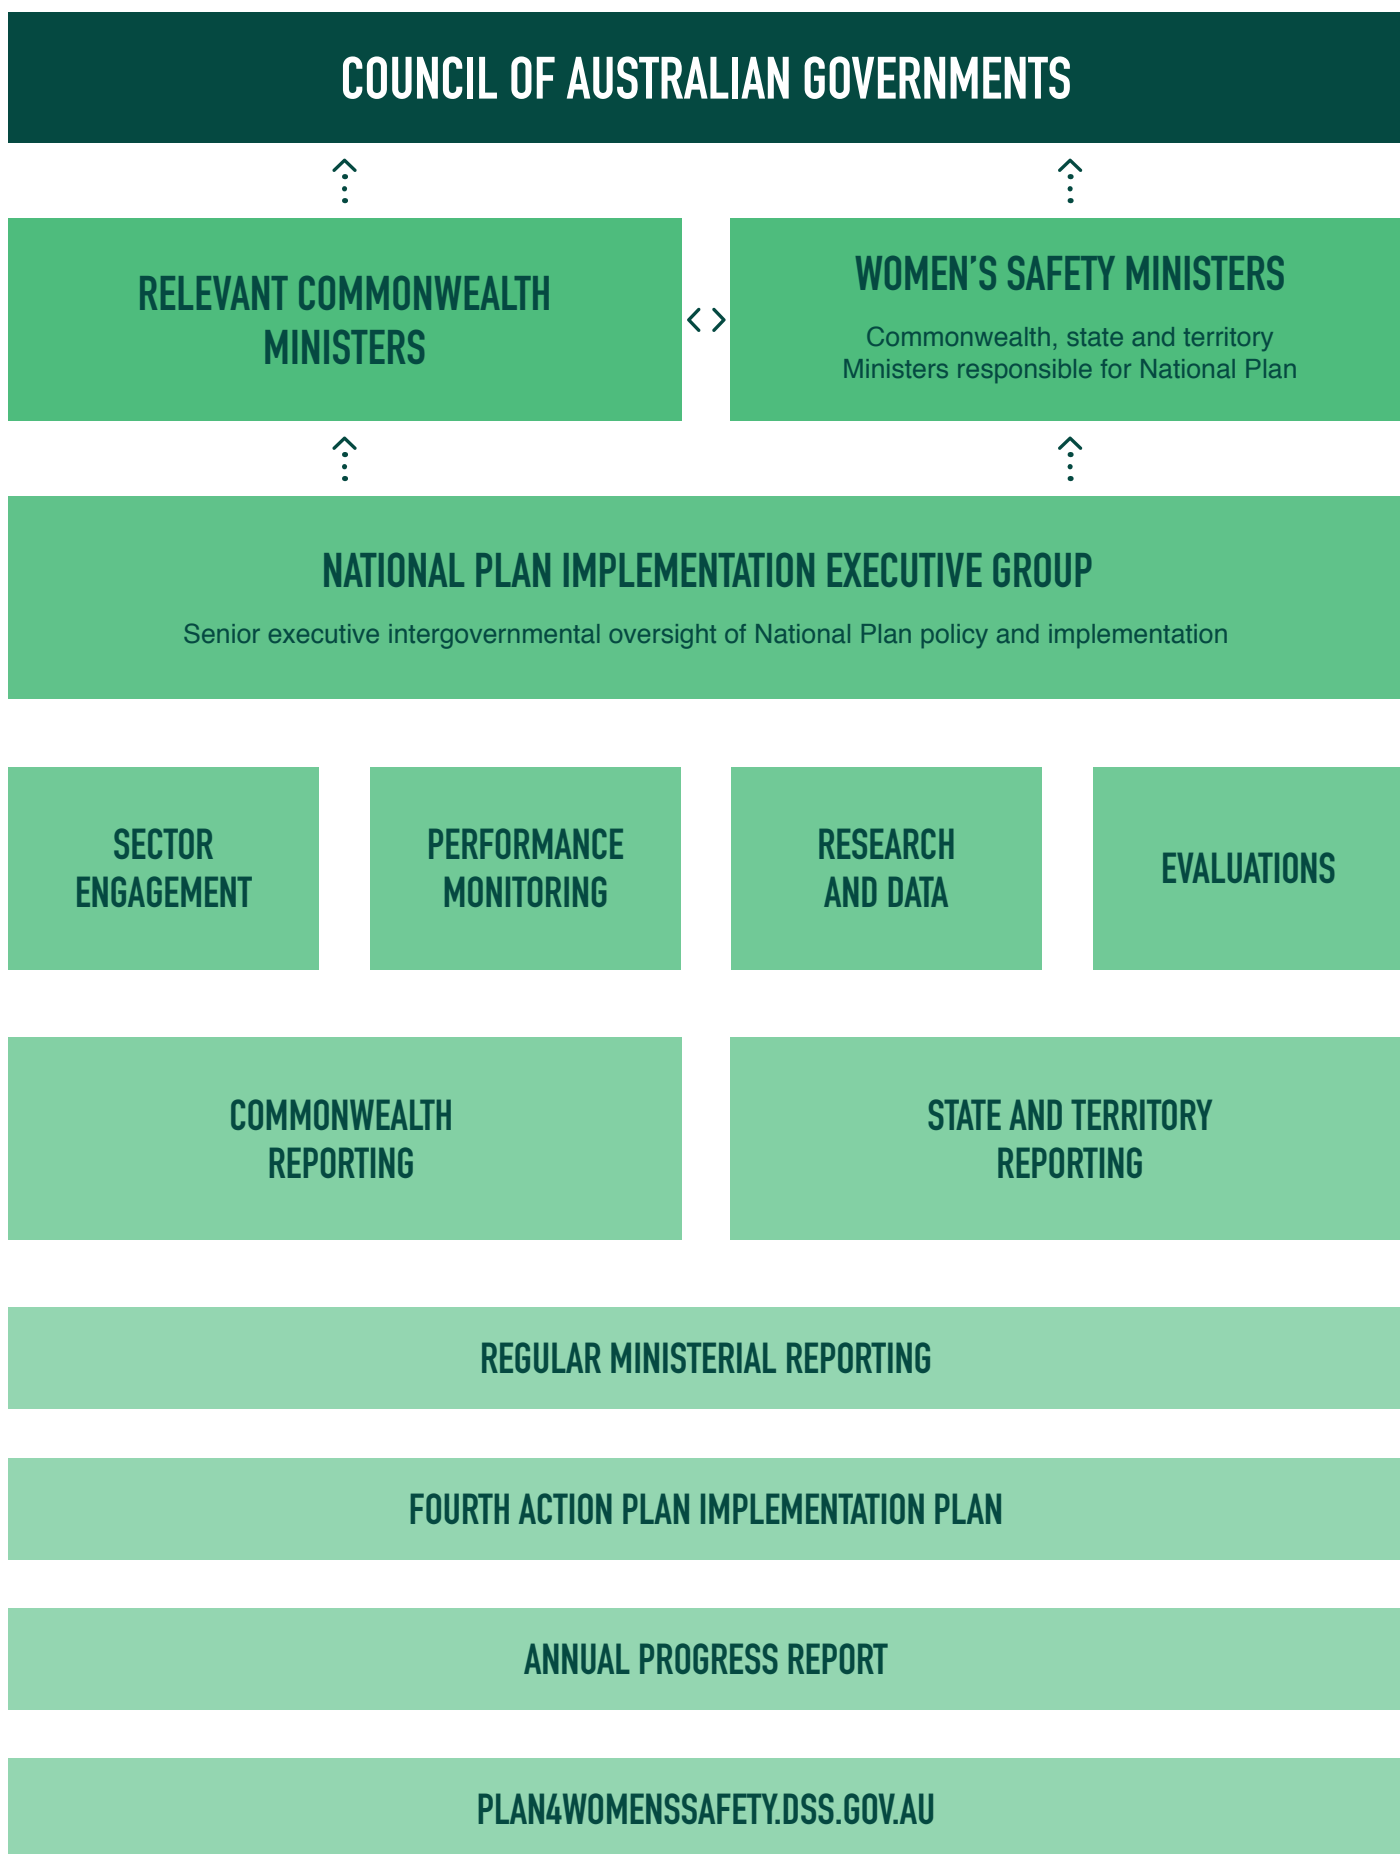 COUNCIL OF AUSTRALIAN GOVERNMENTS
RELEVANT COMMONWEALTH
MINISTERS
WOMEN’S SAFETY MINISTERS
Commonwealth, state and territory
Ministers responsible for National Plan
NATIONAL PLAN IMPLEMENTATION EXECUTIVE GROUP
Senior executive intergovernmental oversight of National Plan policy and implementation
SECTOR
ENGAGEMENT
PERFORMANCE
MONITORING
RESEARCH
AND DATA
EVALUATIONS
COMMONWEALTH
REPORTING
STATE AND TERRITORY
REPORTING
REGULAR MINISTERIAL REPORTING
FOURTH ACTION PLAN IMPLEMENTATION PLAN
ANNUAL PROGRESS REPORT
PLAN4WOMENSSAFETY.DSS.GOV.AU